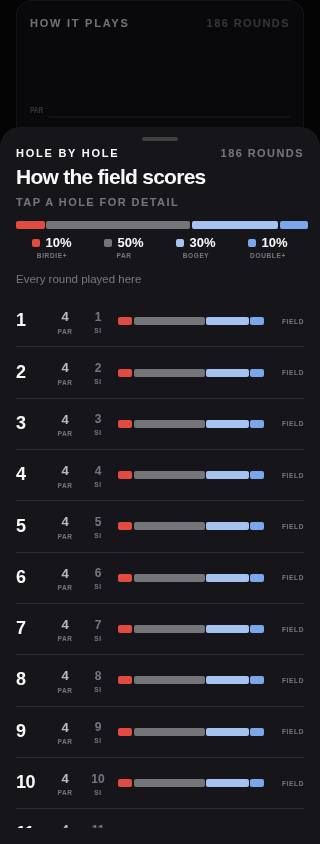 HOW IT PLAYS 186 ROUNDS
PAR
HOLE BY HOLE 186 ROUNDS
How the field scores
TAP A HOLE FOR DETAIL
10% 50% 30% 10%
BIRDIE+ PAR BOGEY DOUBLE+
Every round played here
1 4 1 FIELD
PAR SI
2 4 2 FIELD
PAR SI
3 4 3 FIELD
PAR SI
4 4 4 FIELD
PAR SI
5 4 5 FIELD
PAR SI
6 4 6 FIELD
PAR SI
7 4 7 FIELD
PAR SI
8 4 8 FIELD
PAR SI
9 4 9 FIELD
PAR SI
10 4 10 FIELD
PAR SI
11 4 11